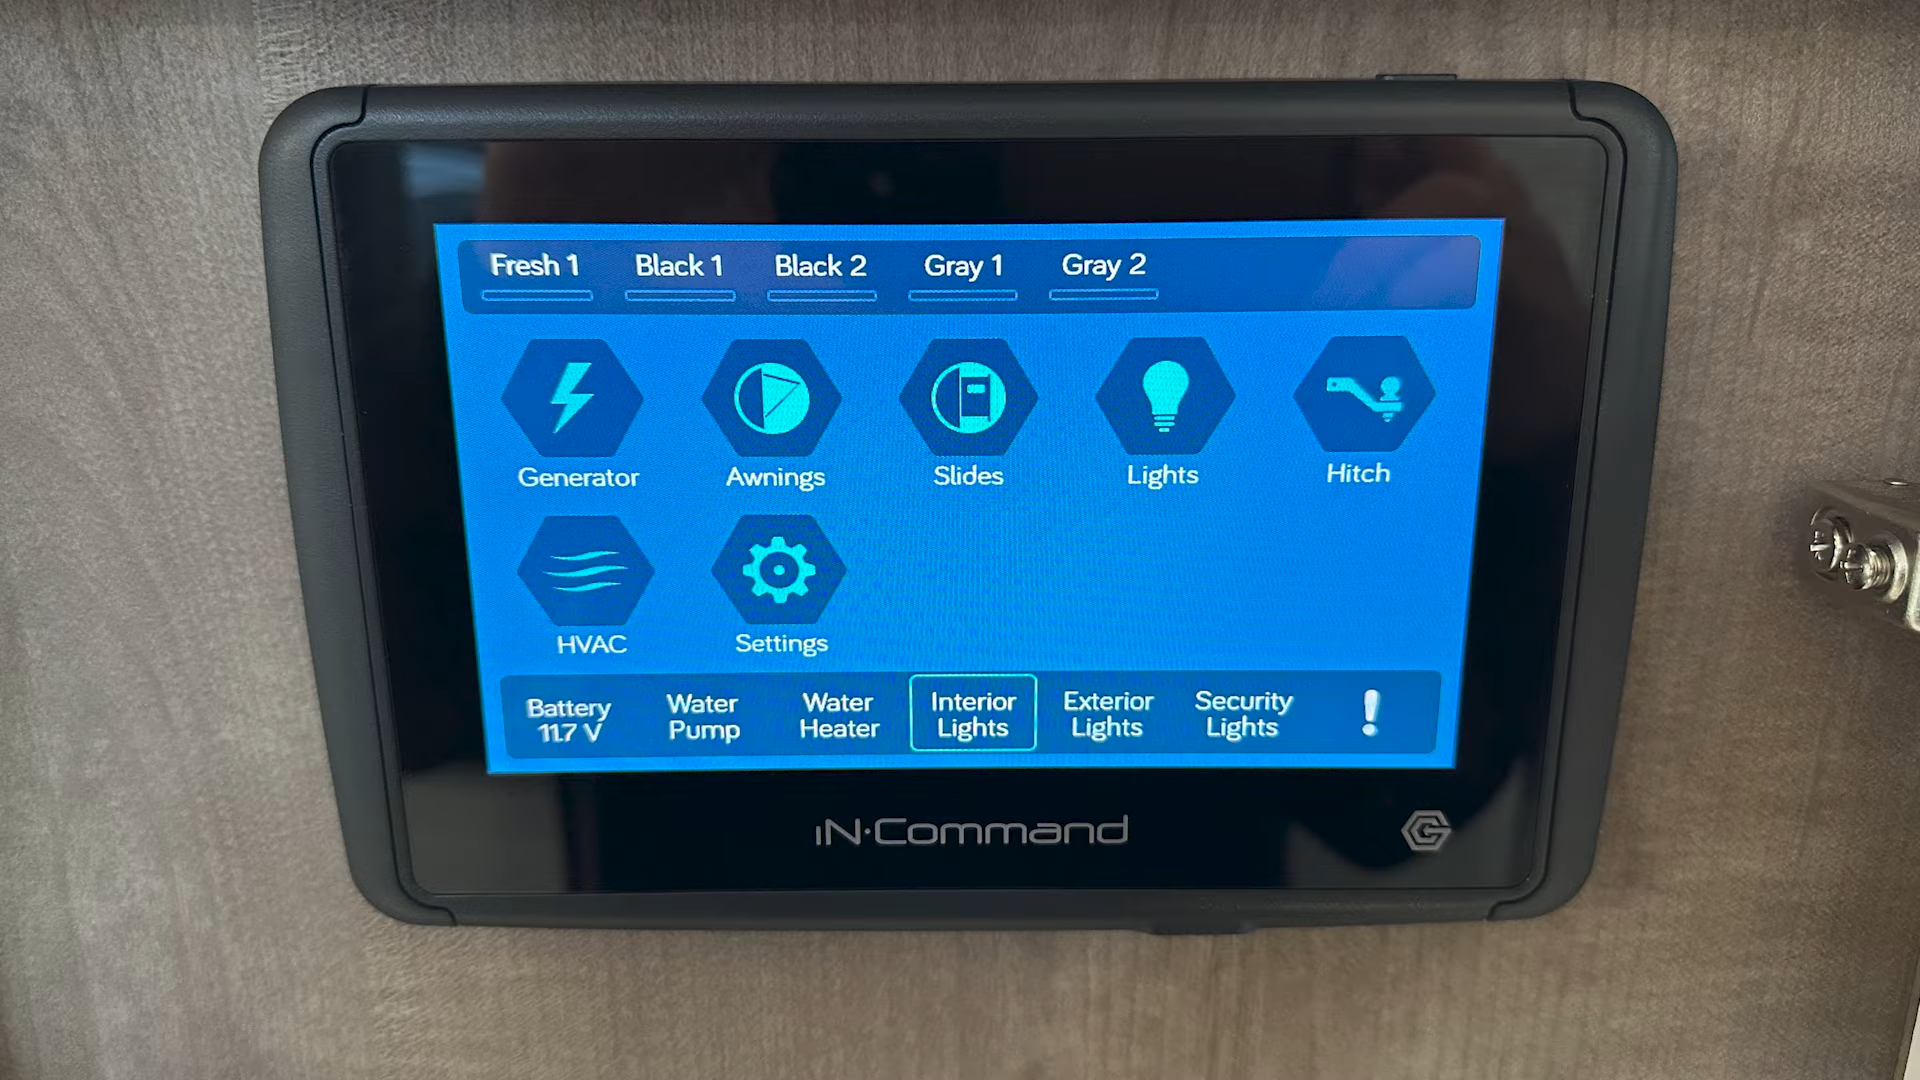 Fresh 1 Black 1 Black 2 Gray 1 Gray 2
Generator Awnings Slides Lights Hitch
HVAC Settings
Battery Water Water Interior Exterior Security !
11.7 V Pump Heater Lights Lights Lights
iN·Command